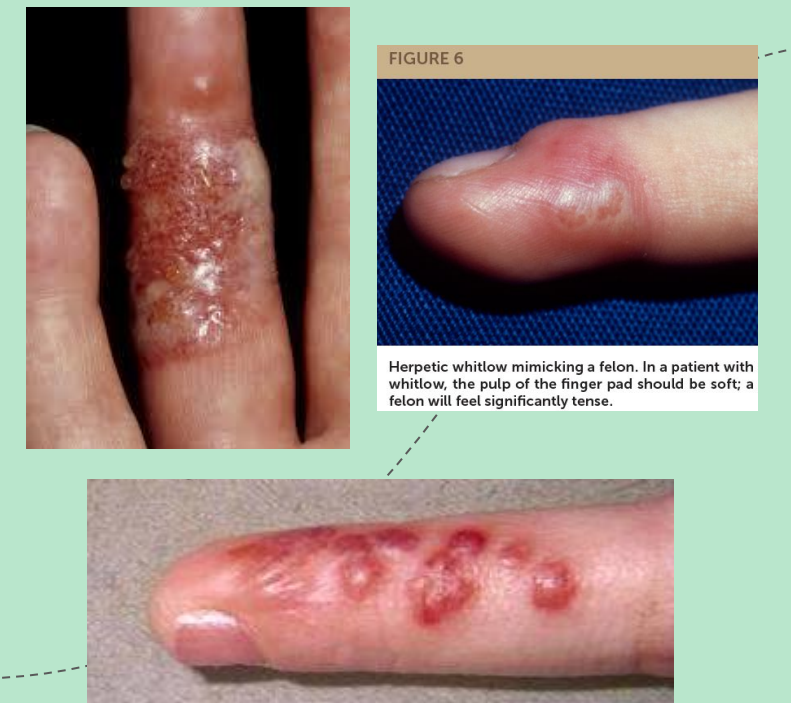 FIGURE 6
Herpetic whitlow mimicking a felon. In a patient with
whitlow, the pulp of the finger pad should be soft; a
felon will feel significantly tense.